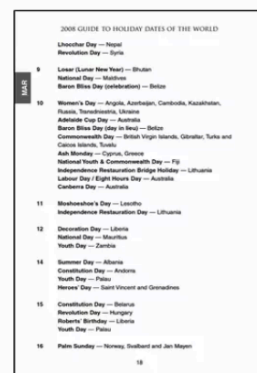 2008 GUIDE TO HOLIDAY DATES OF THE WORLD
Lhochhar Day — Nepal
Revolution Day — Syria
MAR
9 Losar (Lunar New Year) — Bhutan
National Day — Maldives
Baron Bliss Day (celebration) — Belize
10 Women's Day — Angola, Azerbaijan, Cambodia, Kazakhstan,
Russia, Transdniestria, Ukraine
Adelaide Cup Day — Australia
Baron Bliss Day (day in lieu) — Belize
Commonwealth Day — British Virgin Islands, Gibraltar, Turks and
Caicos Islands, Tuvalu
Ash Monday — Cyprus, Greece
National Youth & Commonwealth Day — Fiji
Independence Restauration Bridge Holiday — Lithuania
Labour Day / Eight Hours Day — Australia
Canberra Day — Australia
11 Moshoeshoe's Day — Lesotho
Independence Restauration Day — Lithuania
12 Decoration Day — Liberia
National Day — Mauritius
Youth Day — Zambia
14 Summer Day — Albania
Constitution Day — Andorra
Youth Day — Palau
Heroes' Day — Saint Vincent and Grenadines
15 Constitution Day — Belarus
Revolution Day — Hungary
Roberts' Birthday — Liberia
Youth Day — Palau
16 Palm Sunday — Norway, Svalbard and Jan Mayen
18